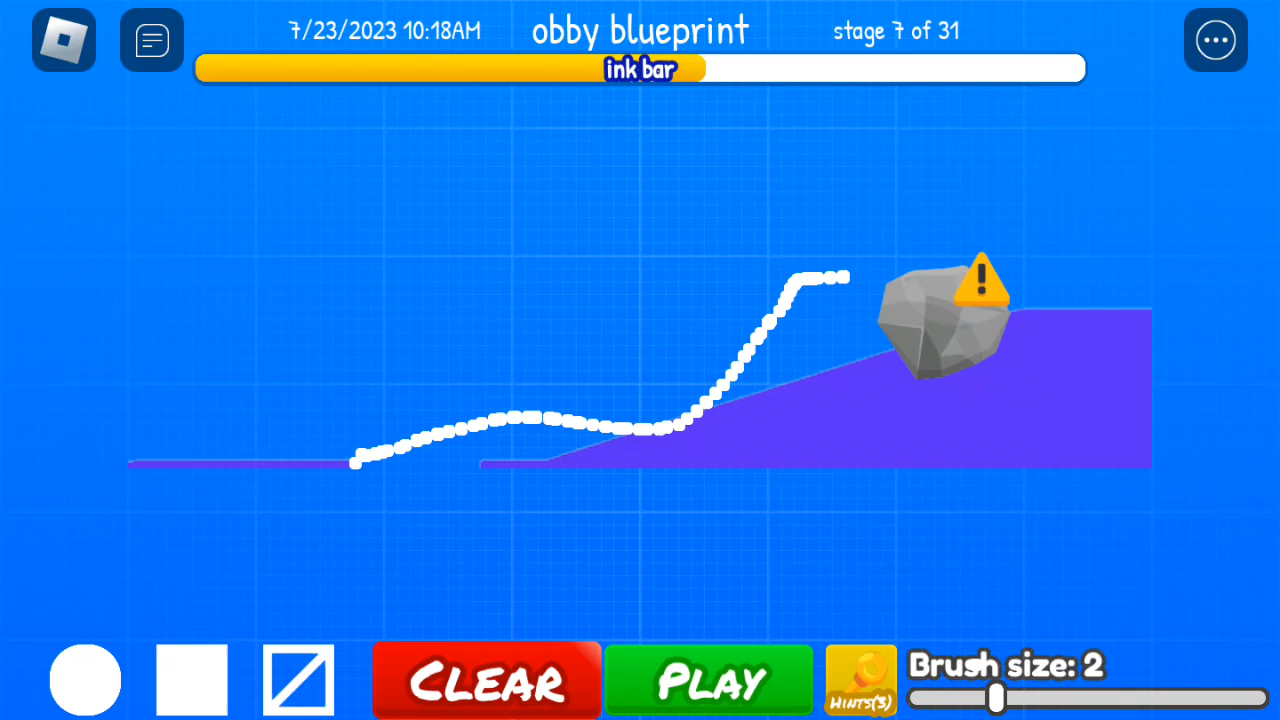 7/23/2023 10:18AM
obby blueprint
stage 7 of 31
ink bar
!
CLEAR
PLAY
HINTS(3)
Brush size: 2